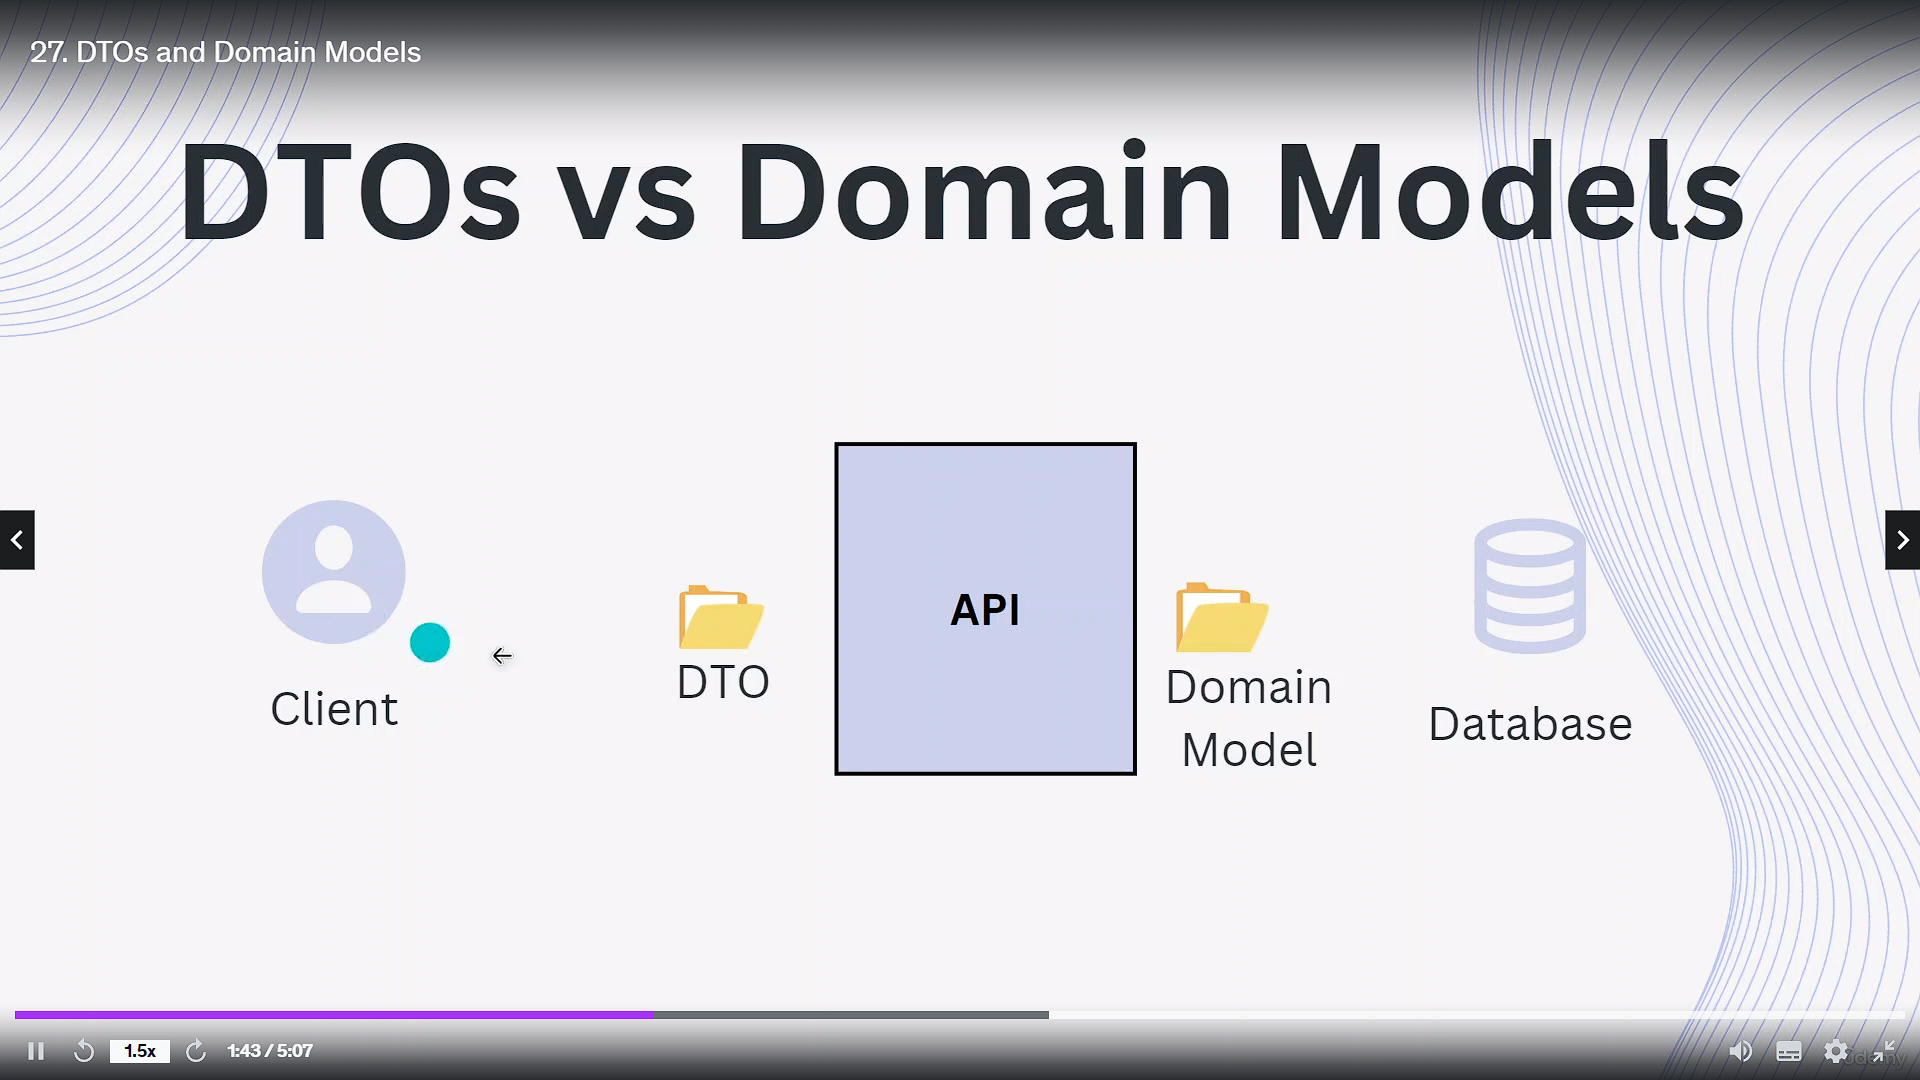 27. DTOs and Domain Models
DTOs vs Domain Models
API
DTO
Domain
Model
Client
Database
1.5x
1:43 / 5:07
udemy